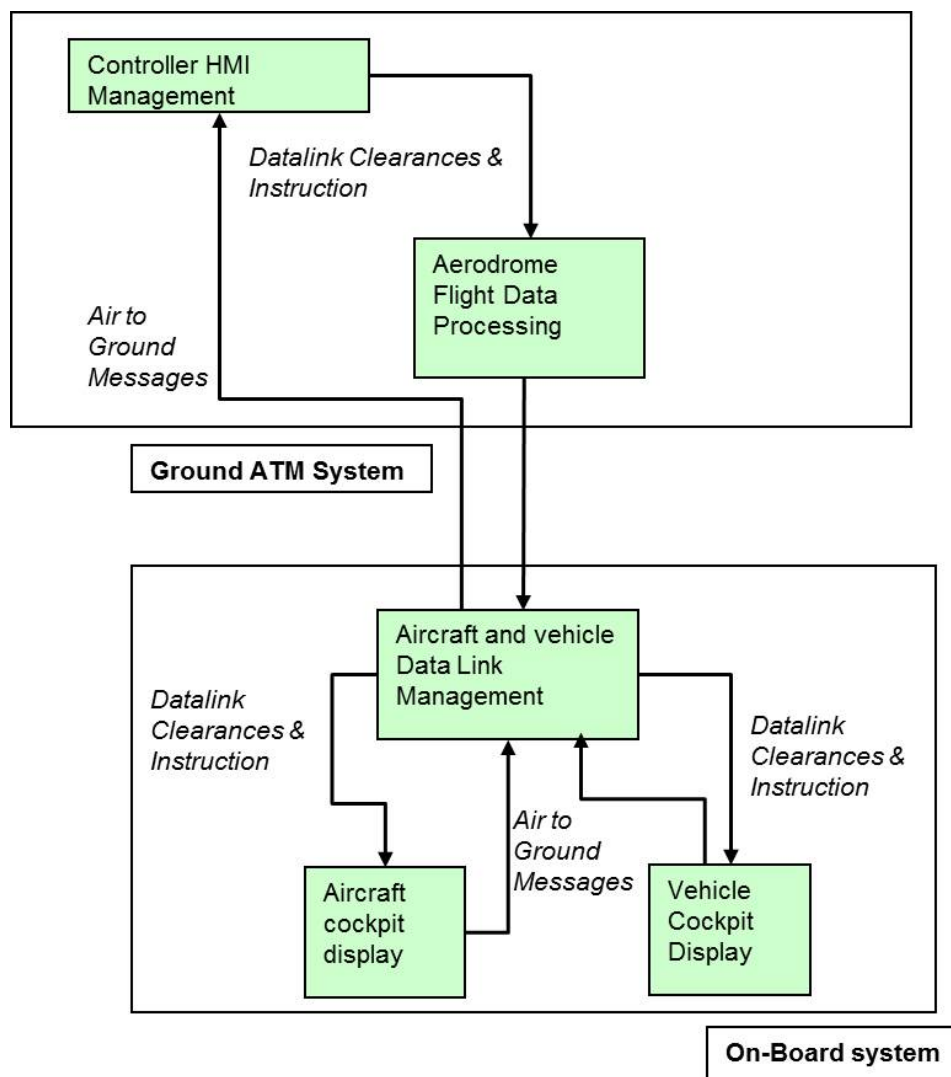 Controller HMI
Management
Datalink Clearances &
Instruction
Aerodrome
Flight Data
Processing
Air to
Ground
Messages
Ground ATM System
Aircraft and vehicle
Data Link
Management
Datalink
Clearances &
Instruction
Datalink
Clearances &
Instruction
Air to
Ground
Messages
Aircraft
cockpit
display
Vehicle
Cockpit
Display
On-Board system